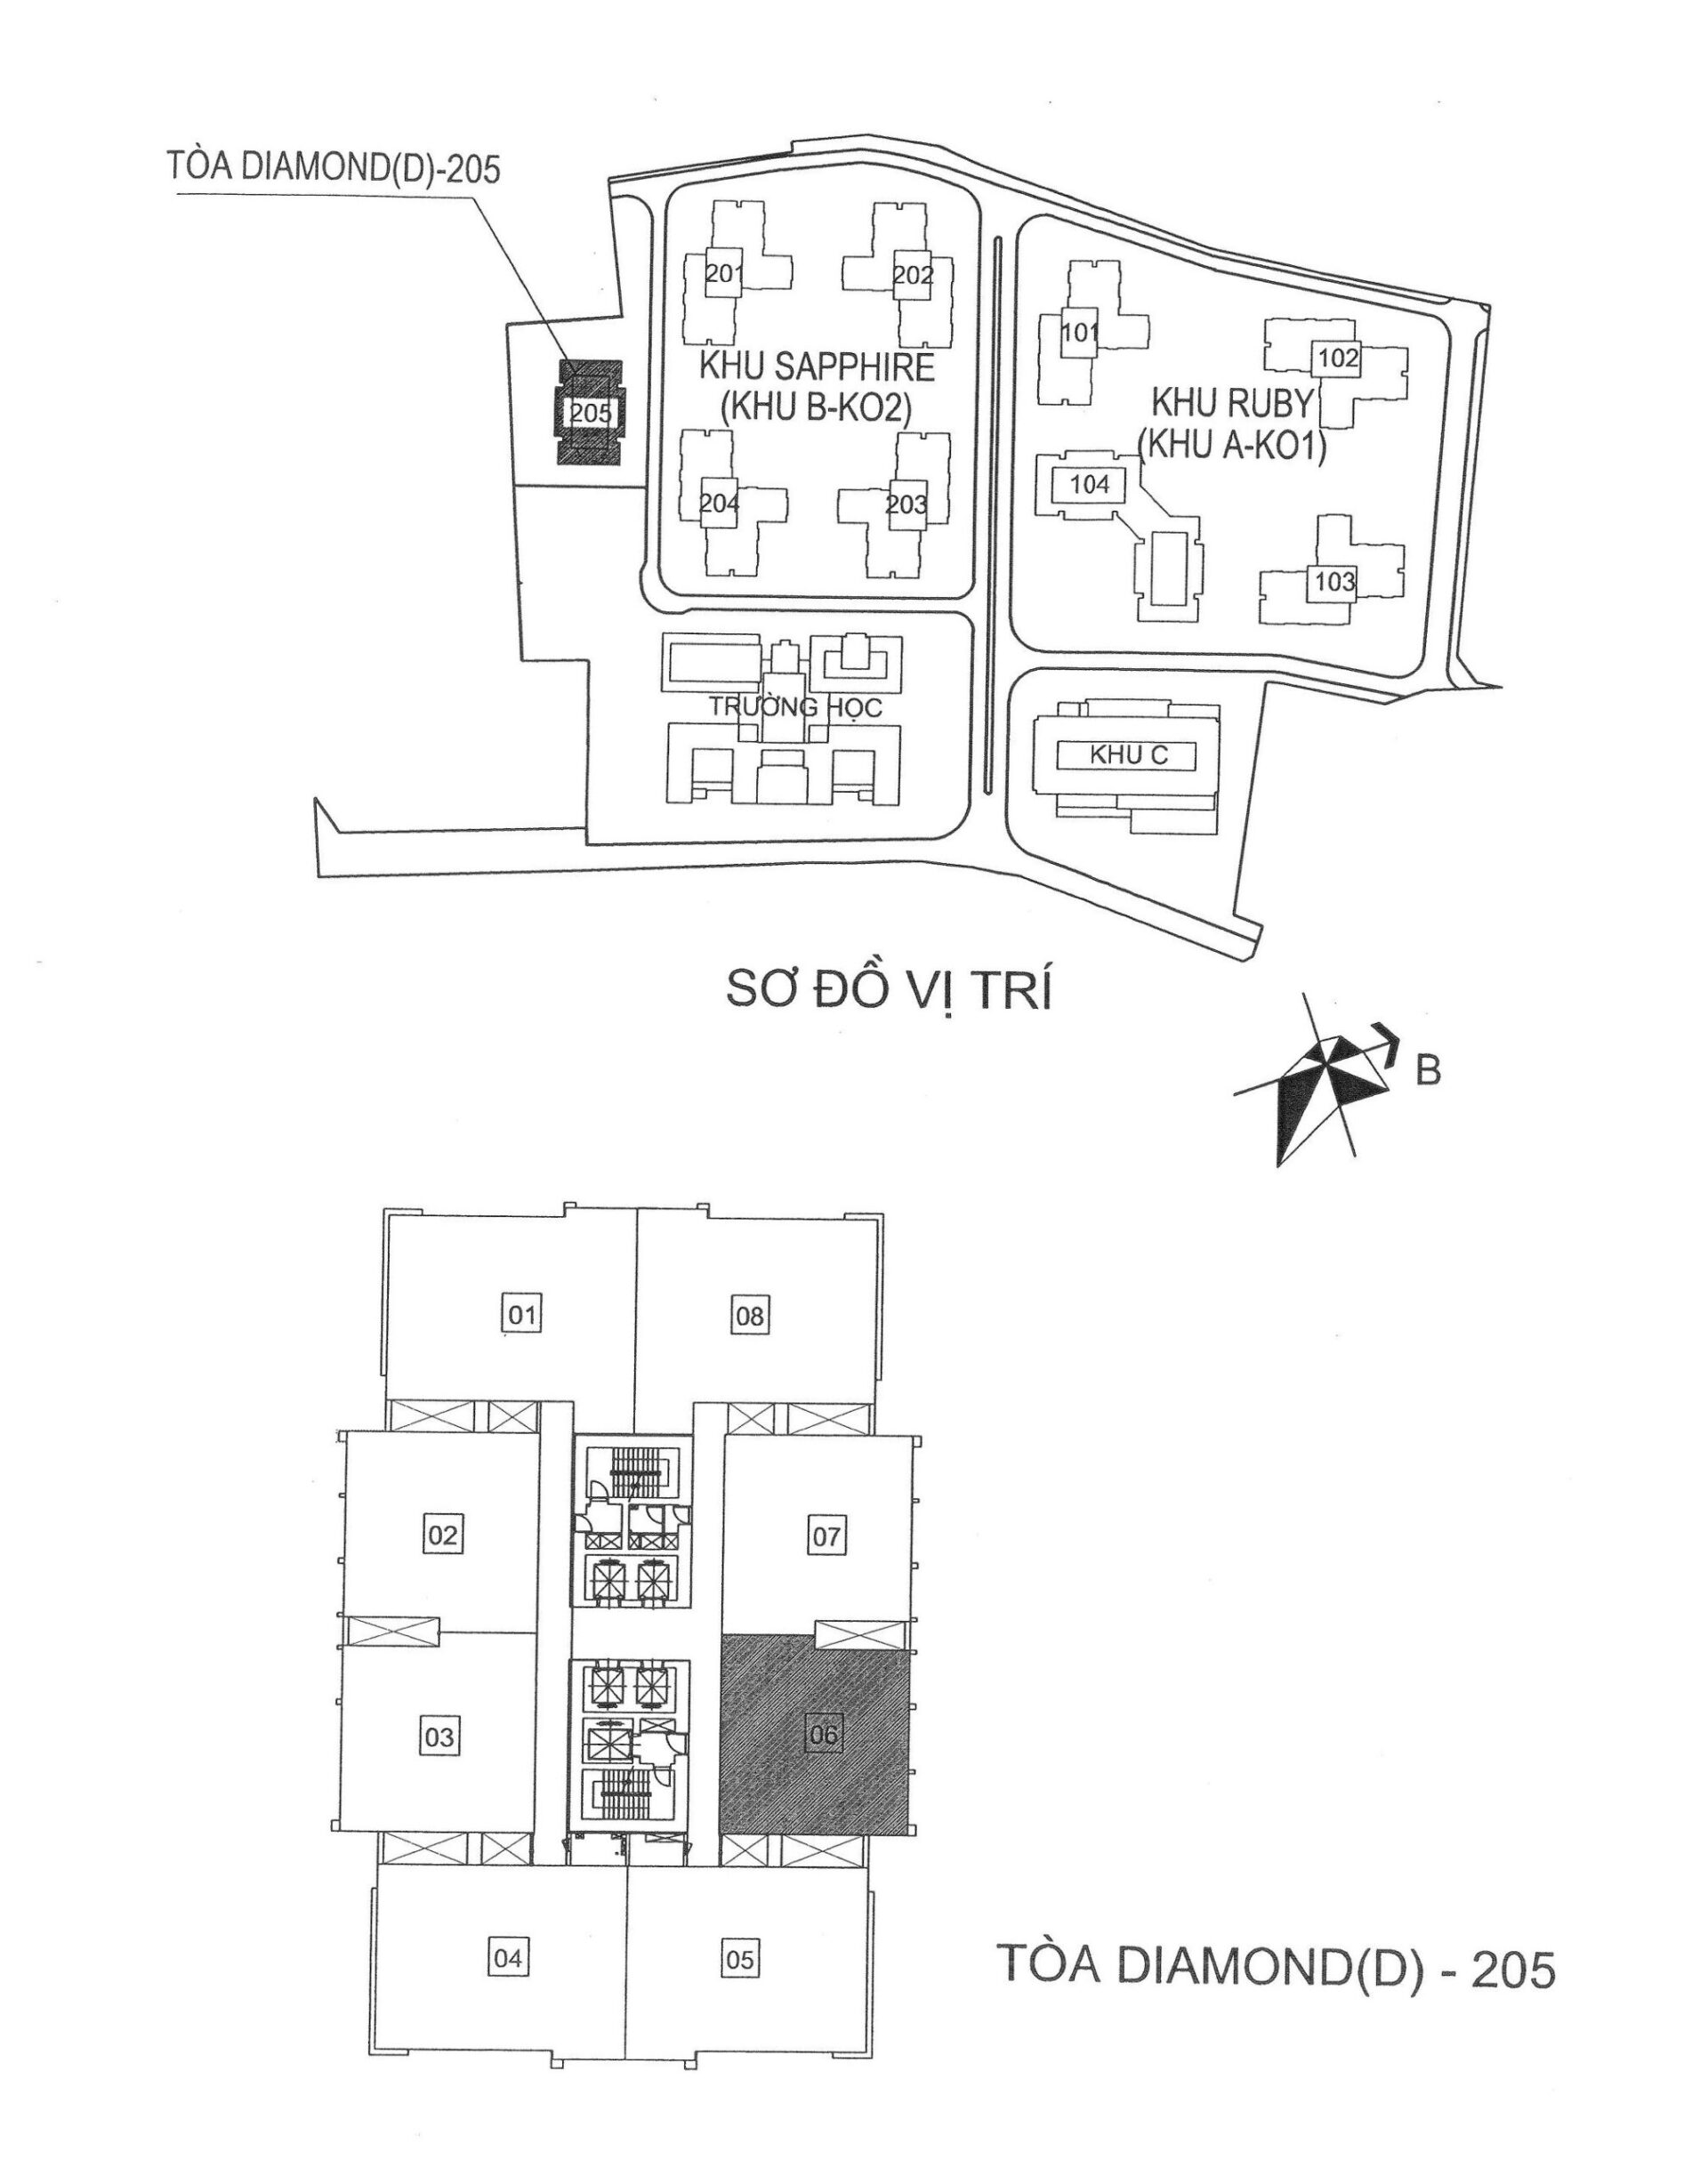 TÒA DIAMOND(D)-205
201
202
101
102
KHU SAPPHIRE
(KHU B-KO2)
KHU RUBY
(KHU A-KO1)
205
204
203
104
103
TRƯỜNG HỌC
KHU C
SƠ ĐỒ VỊ TRÍ
B
01
08
02
07
03
06
04
05
TÒA DIAMOND(D) - 205